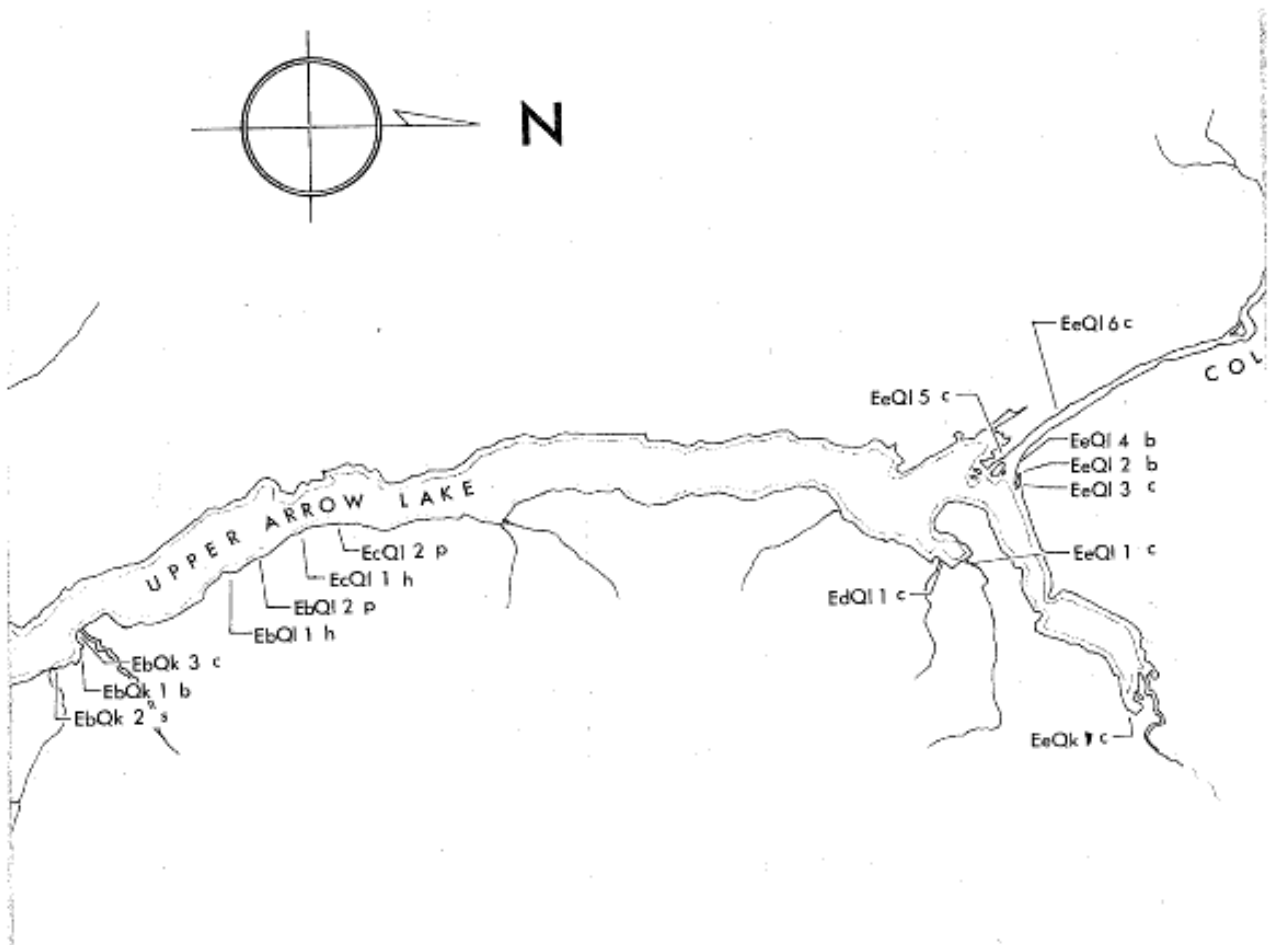 N
EeQl 6 c
COL
EeQl 5 c
EeQl 4 b
EeQl 2 b
EeQl 3 c
UPPER ARROW LAKE
EcQl 2 p
EeQl 1 c
EcQl 1 h
EdQl 1 c
EbQl 2 p
EbQl 1 h
EbQk 3 c
EbQk 1 b
EbQk 2 s
EeQk c